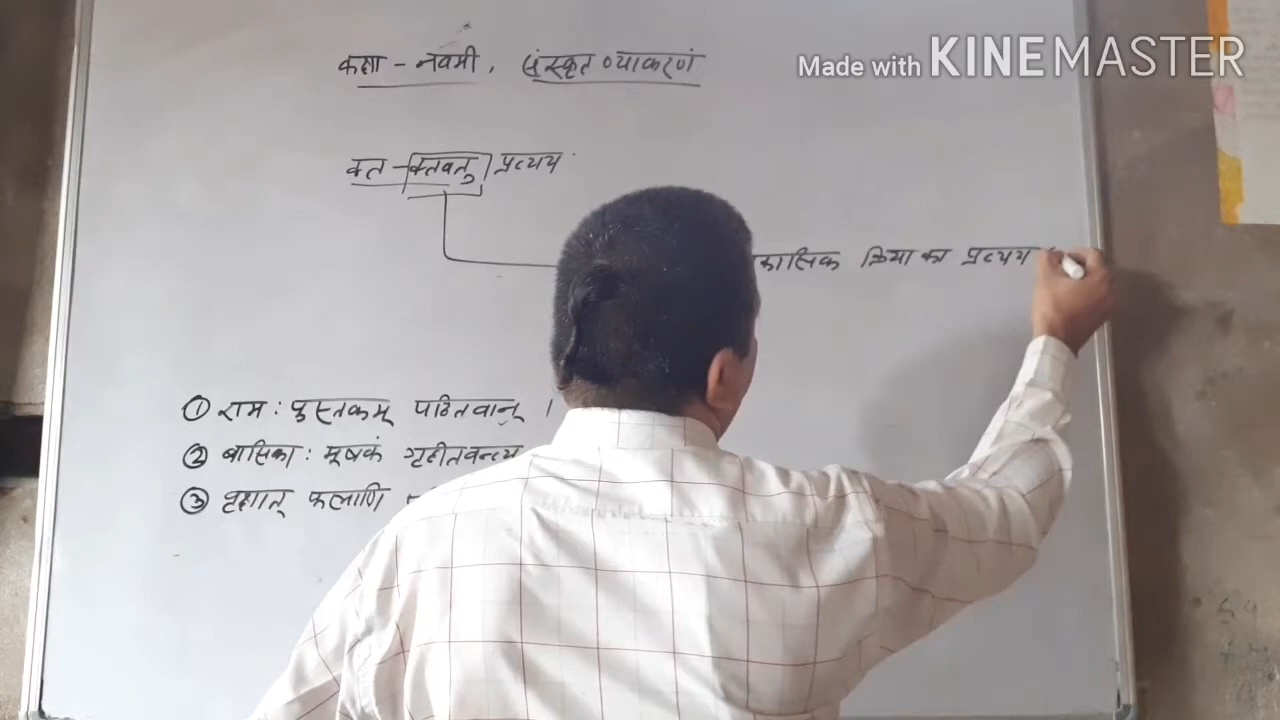 Made with KINEMASTER
कक्षा - नवमी, संस्कृत व्याकरणं
क्त - क्तवतु प्रत्यय
कालिक क्रिया का प्रत्यय
① रामः पुस्तकम् पठितवान् ।
② बालिकाः मूषकं गृहीतवन्त्य
③ वृक्षात् फलाणि